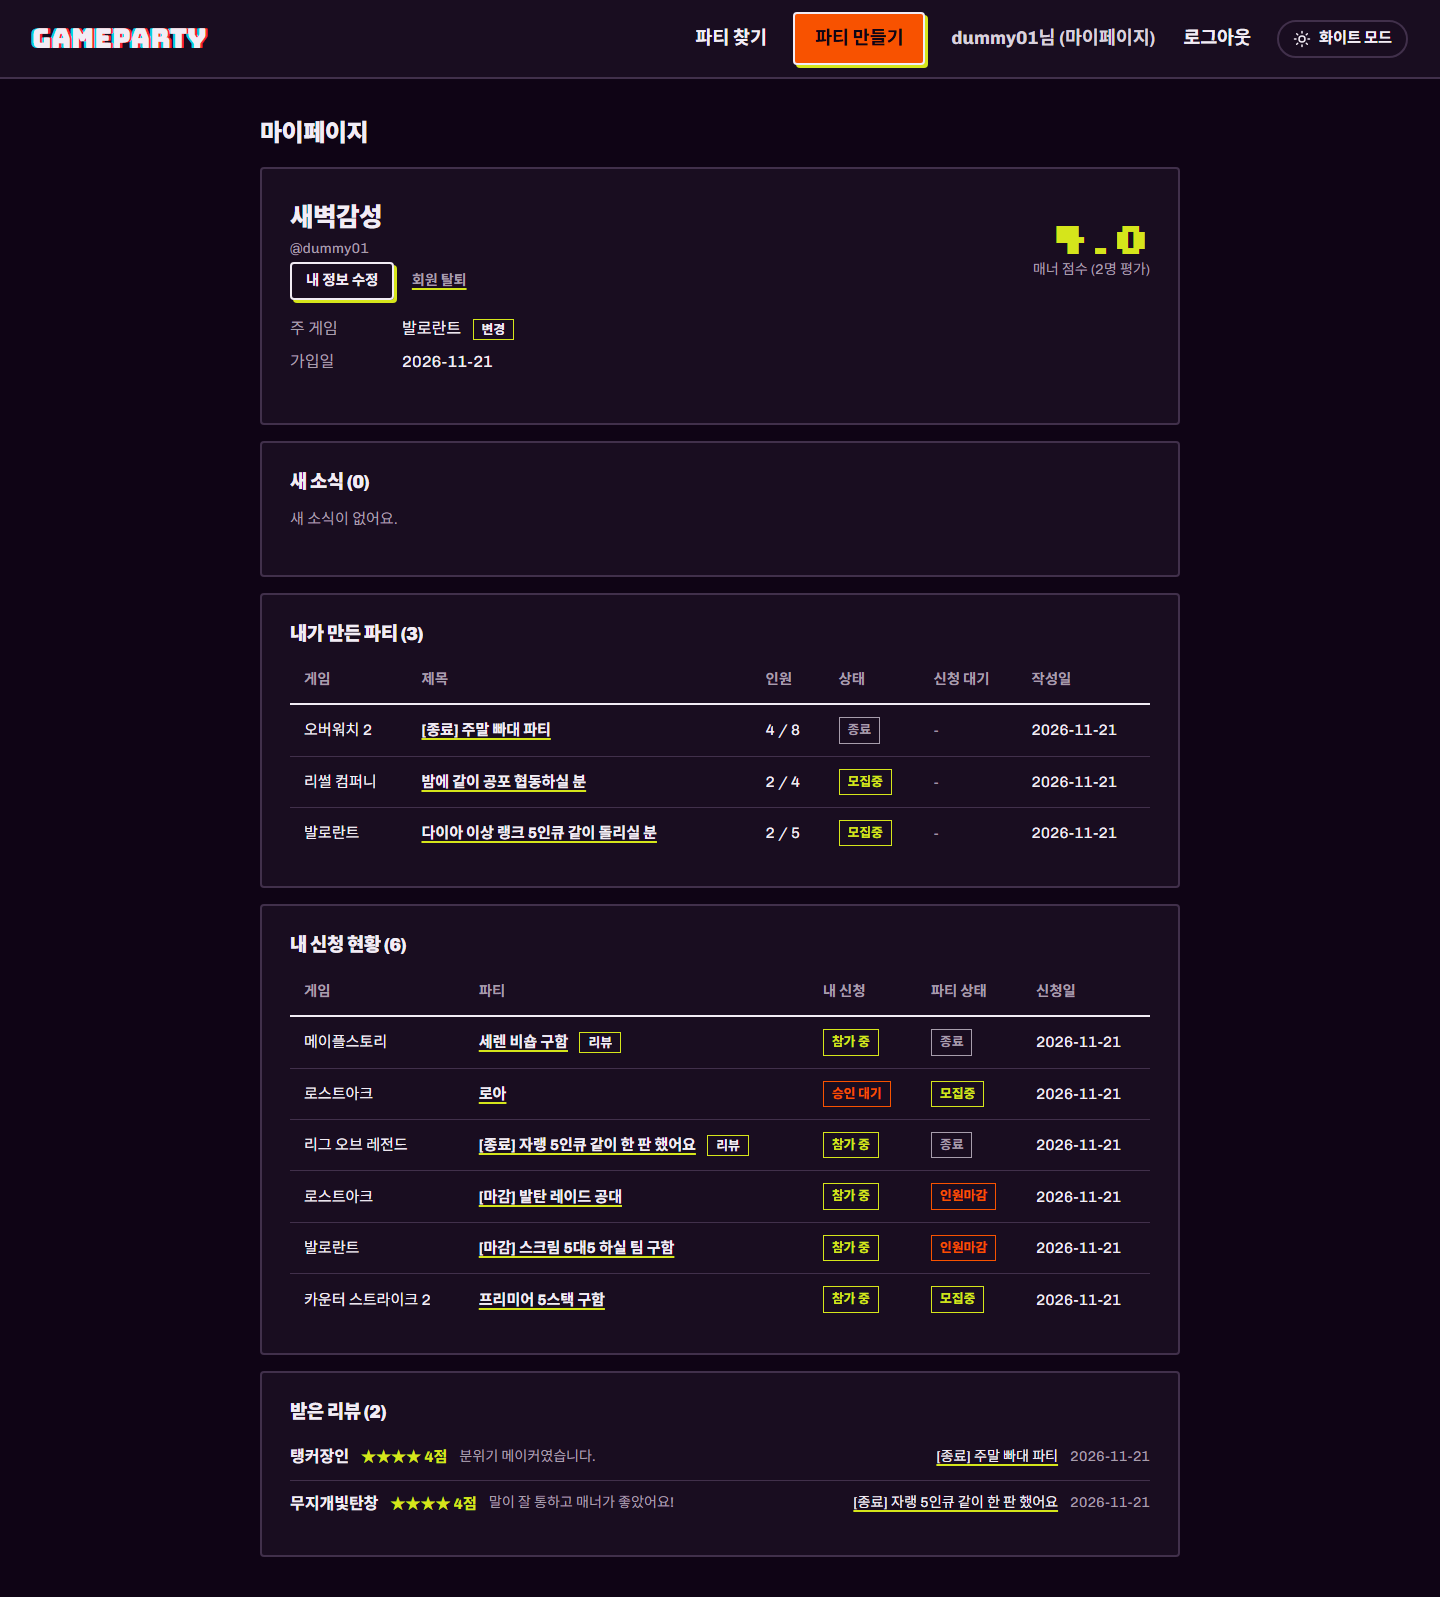 GAMEPARTY 파티 찾기 파티 만들기 dummy01님 (마이페이지) 로그아웃 화이트 모드
마이페이지
새벽감성
@dummy01
4.0
매너 점수 (2명 평가)
내 정보 수정 회원 탈퇴
주 게임 발로란트 변경
가입일 2026-11-21
새 소식 (0)
새 소식이 없어요.
내가 만든 파티 (3)
게임 제목 인원 상태 신청 대기 작성일
오버워치 2 [종료] 주말 빠대 파티 4 / 8 종료 - 2026-11-21
리썰 컴퍼니 밤에 같이 공포 협동하실 분 2 / 4 모집중 - 2026-11-21
발로란트 다이아 이상 랭크 5인큐 같이 돌리실 분 2 / 5 모집중 - 2026-11-21
내 신청 현황 (6)
게임 파티 내 신청 파티 상태 신청일
메이플스토리 세렌 비숍 구함 리뷰 참가 중 종료 2026-11-21
로스트아크 로아 승인 대기 모집중 2026-11-21
리그 오브 레전드 [종료] 자랭 5인큐 같이 한 판 했어요 리뷰 참가 중 종료 2026-11-21
로스트아크 [마감] 발탄 레이드 공대 참가 중 인원마감 2026-11-21
발로란트 [마감] 스크림 5대5 하실 팀 구함 참가 중 인원마감 2026-11-21
카운터 스트라이크 2 프리미어 5스택 구함 참가 중 모집중 2026-11-21
받은 리뷰 (2)
탱커장인 ★★★★ 4점 분위기 메이커였습니다. [종료] 주말 빠대 파티 2026-11-21
무지개빛탄창 ★★★★ 4점 말이 잘 통하고 매너가 좋았어요! [종료] 자랭 5인큐 같이 한 판 했어요 2026-11-21